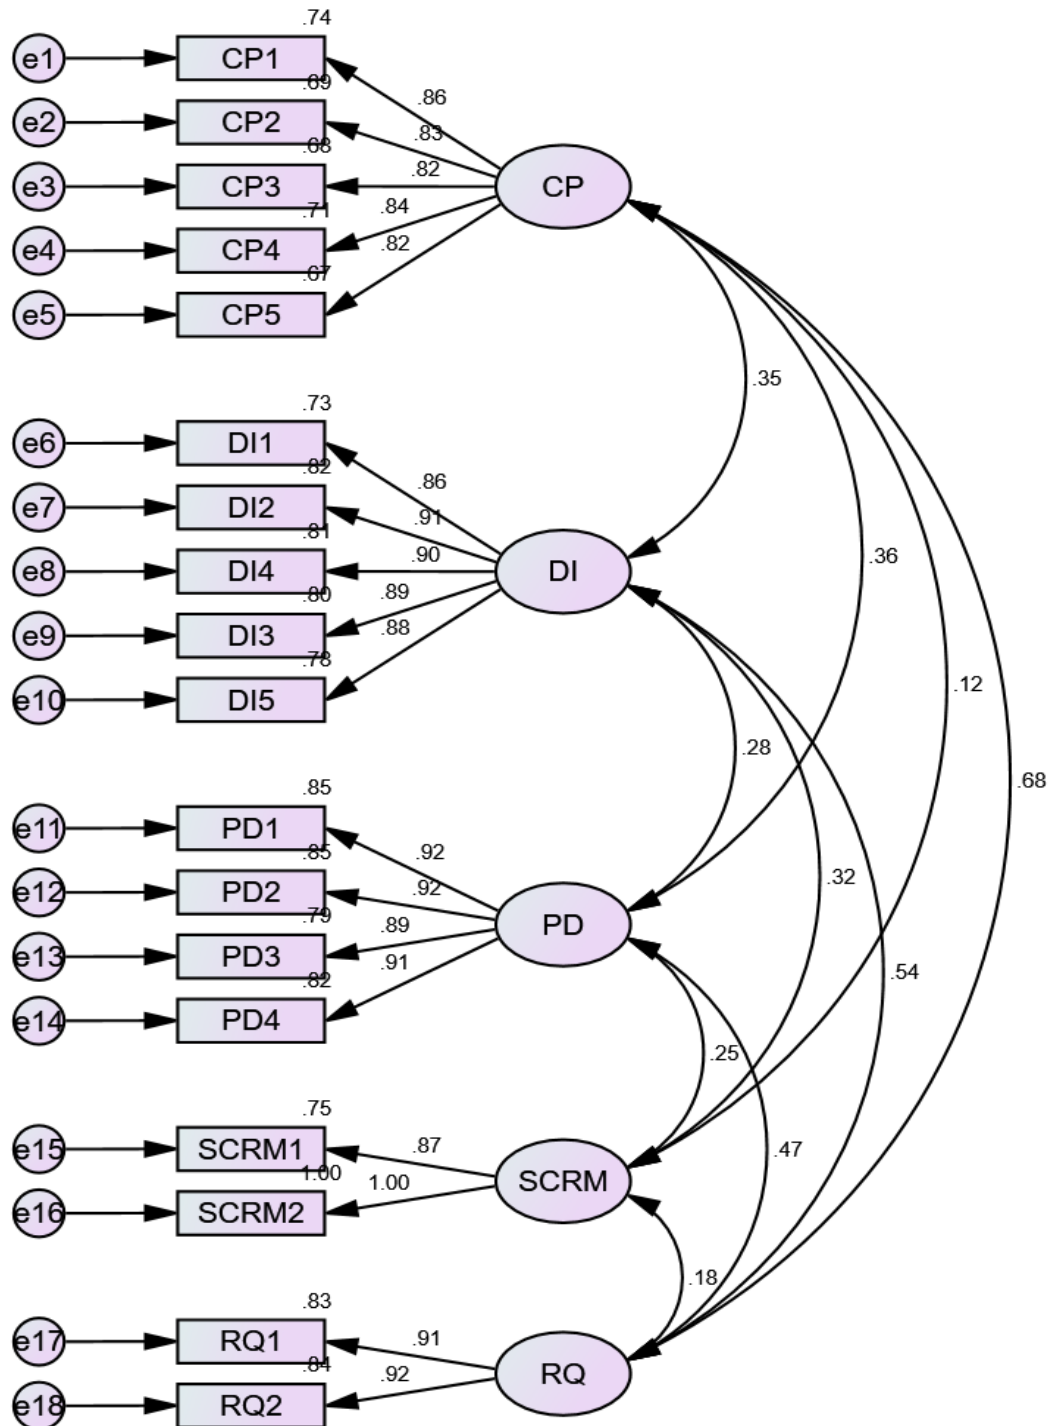 .74
e1 CP1
.86
.69
e2 CP2
.83
.68
e3 CP3
.82
CP
.71
.84
e4 CP4
.82
.67
e5 CP5
.35
.73
e6 DI1
.86
.82
e7 DI2
.91
.81
e8 DI4
.90
DI
.36
.80
.89
e9 DI3
.88
.78
e10 DI5
.12
.28
.68
.85
e11 PD1
.92
.85
e12 PD2
.92
.32
.79
.89
PD
e13 PD3
.91
.54
.82
e14 PD4
.25
.75
e15 SCRM1
.87
.47
1.00
1.00
SCRM
e16 SCRM2
.18
.83
e17 RQ1
.91
.84
.92
RQ
e18 RQ2